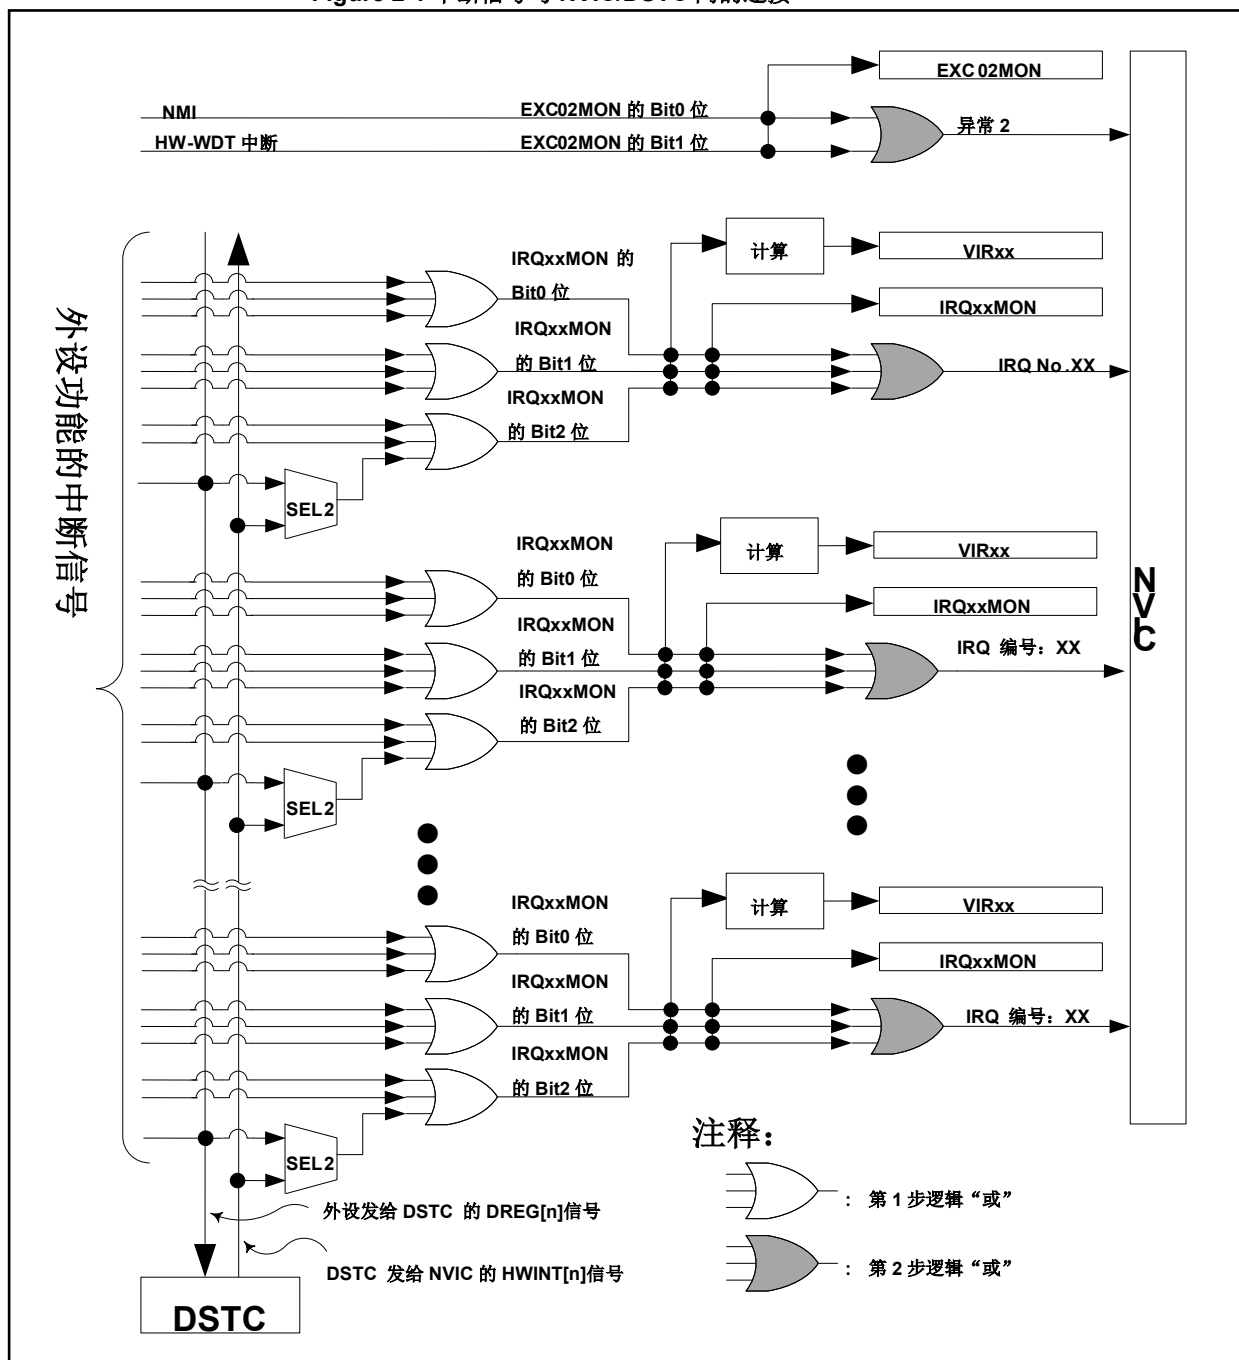 EXC02MON
NMI
EXC02MON 的 Bit0 位
异常 2
HW-WDT 中断
EXC02MON 的 Bit1 位
外设功能的中断信号
IRQxxMON 的
Bit0 位
计算
VIRxx
IRQxxMON
IRQxxMON
的 Bit1 位
IRQ No.XX
IRQxxMON
的 Bit2 位
SEL2
IRQxxMON
的 Bit0 位
计算
VIRxx
IRQxxMON
IRQxxMON
的 Bit1 位
IRQ 编号：XX
IRQxxMON
的 Bit2 位
SEL2
NVIC
IRQxxMON
的 Bit0 位
计算
VIRxx
IRQxxMON
IRQxxMON
的 Bit1 位
IRQ 编号：XX
IRQxxMON
的 Bit2 位
SEL2
注释：
： 第 1 步逻辑“或”
： 第 2 步逻辑“或”
外设发给 DSTC 的 DREG[n]信号
DSTC 发给 NVIC 的 HWINT[n]信号
DSTC